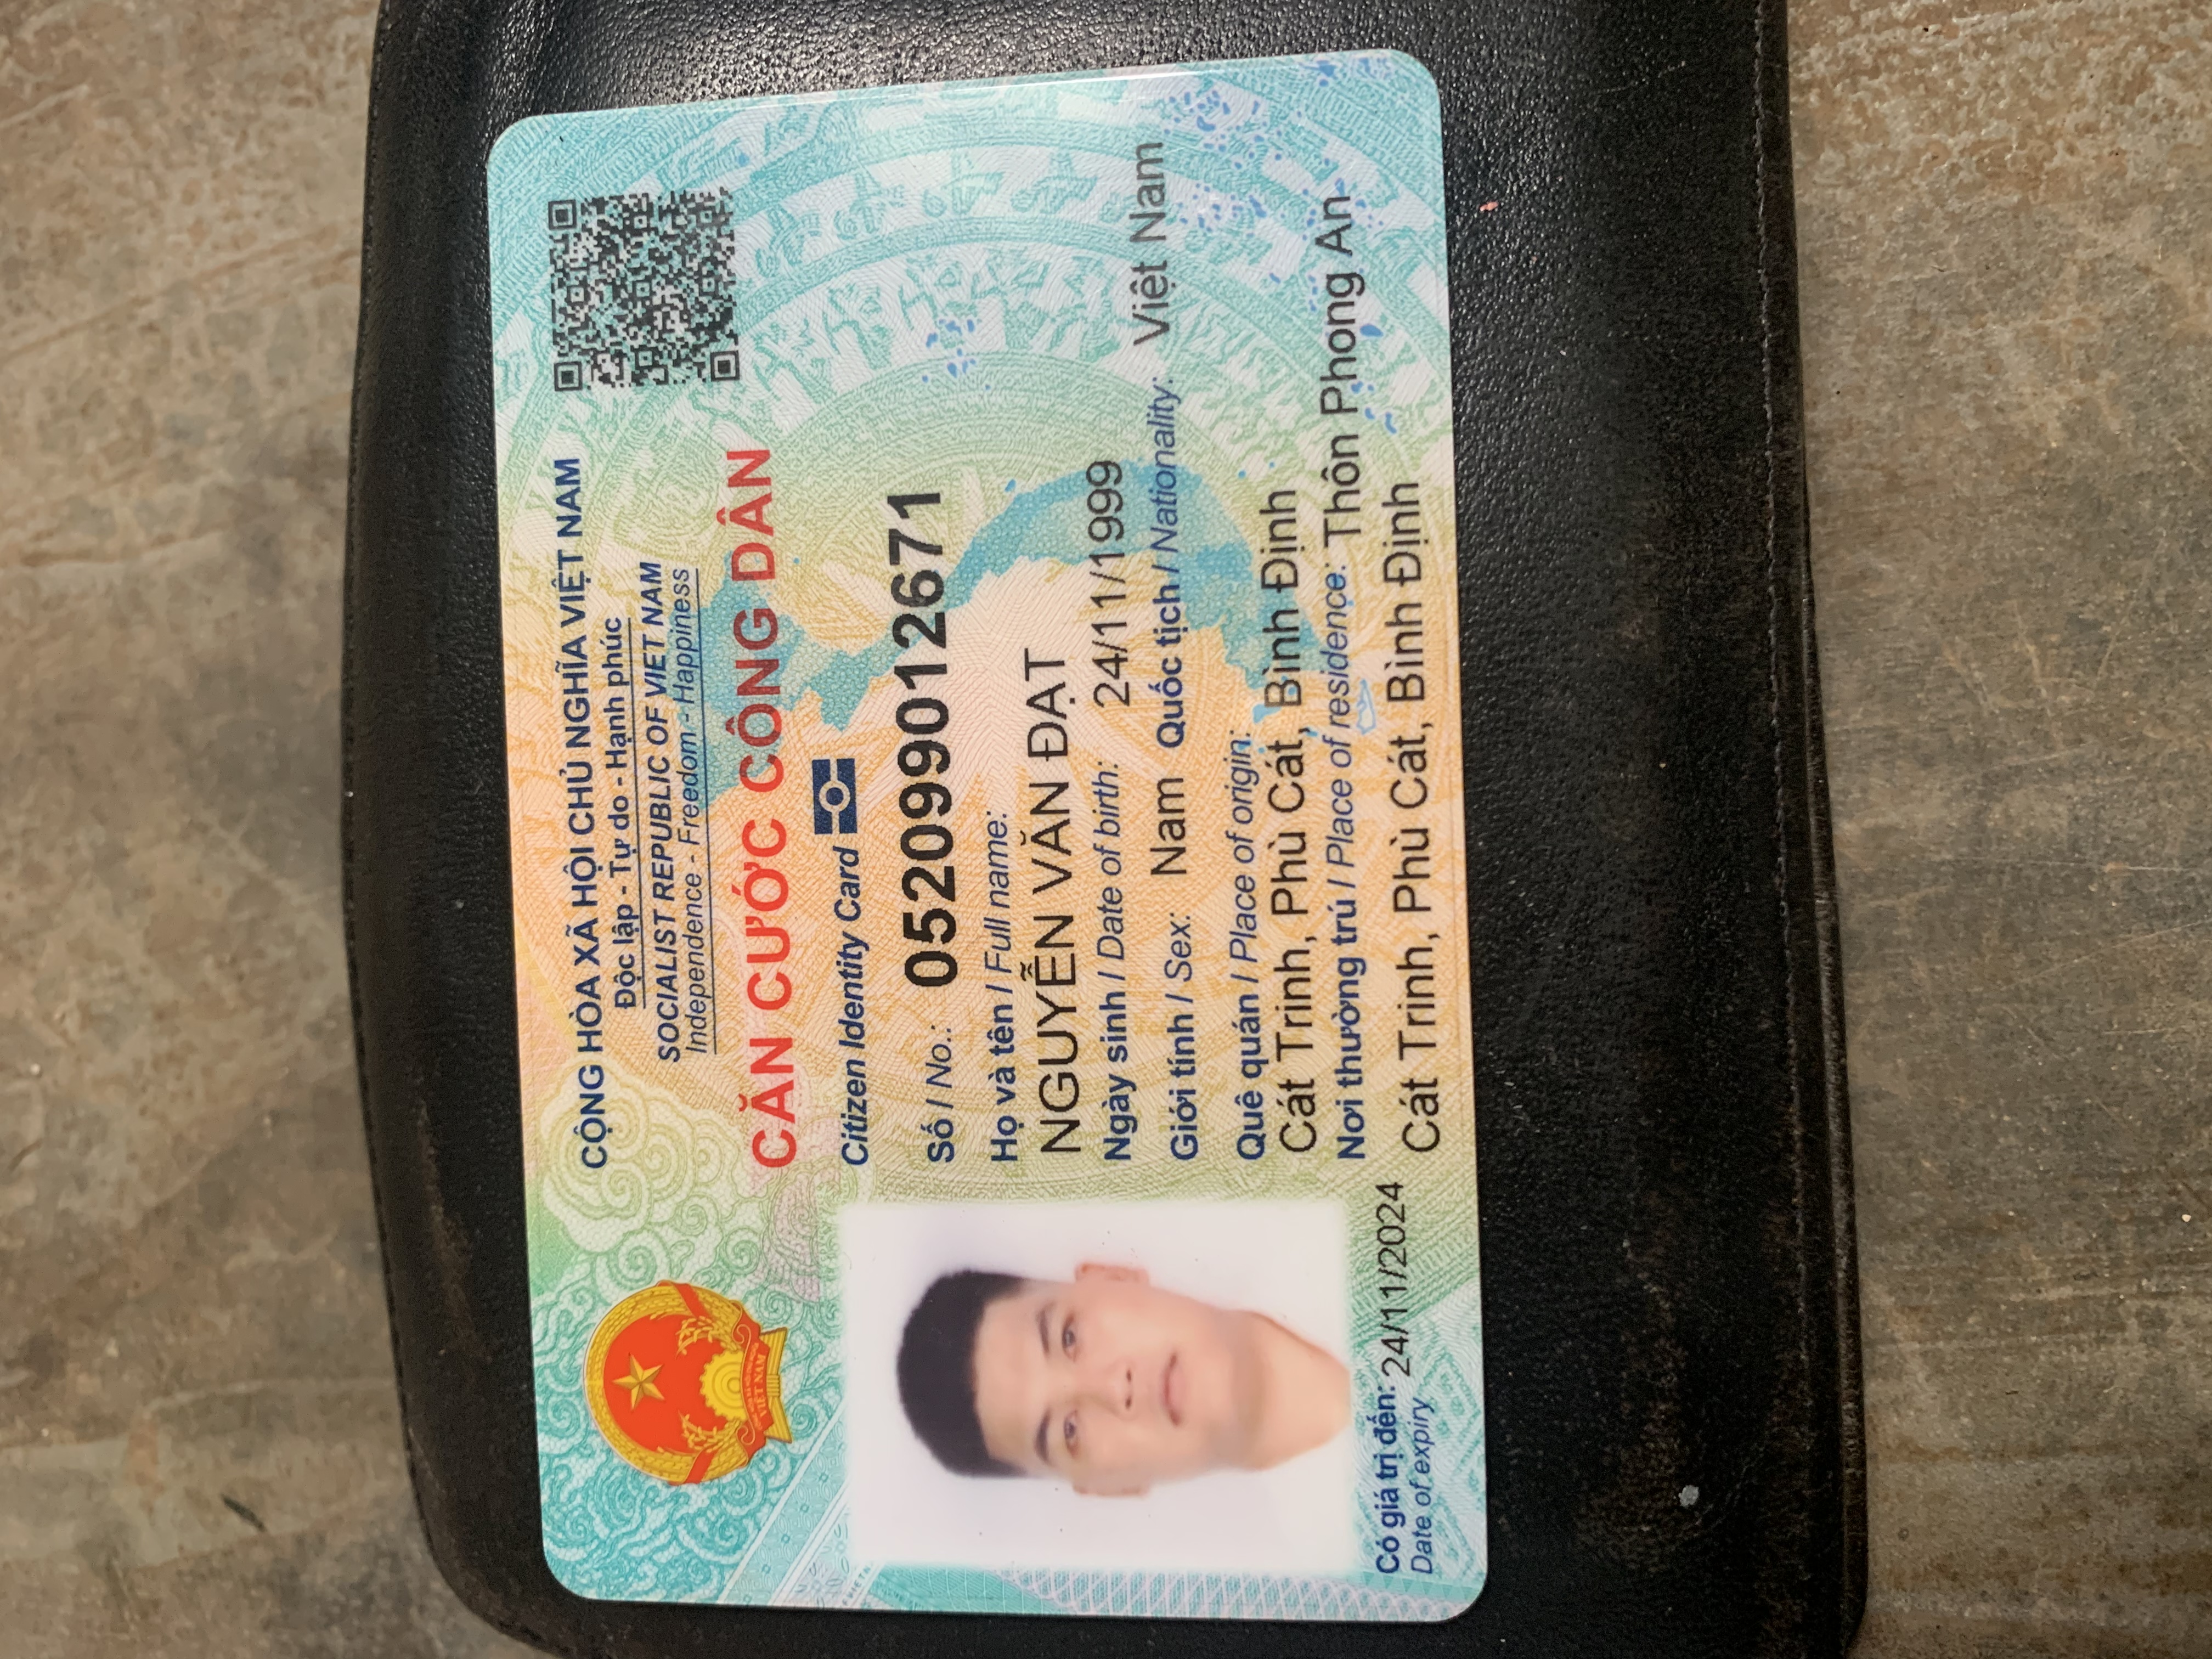 CỘNG HÒA XÃ HỘI CHỦ NGHĨA VIỆT NAM
Độc lập - Tự do - Hạnh phúc
SOCIALIST REPUBLIC OF VIET NAM
Independence - Freedom - Happiness
CĂN CƯỚC CÔNG DÂN
Citizen Identity Card
Số / No.: 052099012671
Họ và tên / Full name:
NGUYỄN VĂN ĐẠT
Ngày sinh / Date of birth: 24/11/1999
Giới tính / Sex: Nam Quốc tịch / Nationality: Việt Nam
Quê quán / Place of origin:
Cát Trinh, Phù Cát, Bình Định
Nơi thường trú / Place of residence: Thôn Phong An
Cát Trinh, Phù Cát, Bình Định
Có giá trị đến: 24/11/2024
Date of expiry
VIỆT NAM